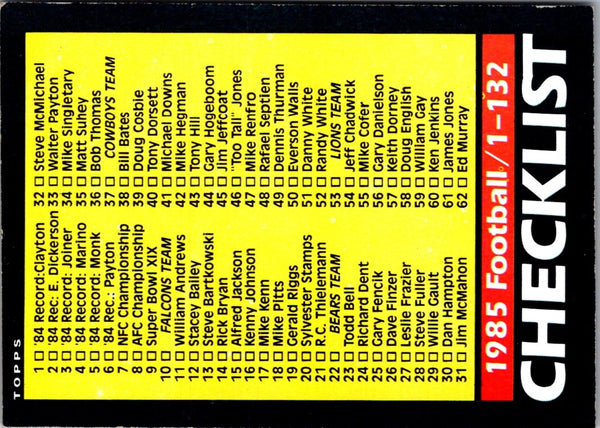 TOPPS
1 □ '84 Record: Clayton
2 □ '84 Rec: E. Dickerson
3 □ '84 Record: Joiner
4 □ '84 Record: Marino
5 □ '84 Record: Monk
6 □ '84 Rec.: Payton
7 □ NFC Championship
8 □ AFC Championship
9 □ Super Bowl XIX
10 □ FALCONS TEAM
11 □ William Andrews
12 □ Stacey Bailey
13 □ Steve Bartkowski
14 □ Rick Bryan
15 □ Alfred Jackson
16 □ Kenny Johnson
17 □ Mike Kenn
18 □ Mike Pitts
19 □ Gerald Riggs
20 □ Sylvester Stamps
21 □ R.C. Thielemann
22 □ BEARS TEAM
23 □ Todd Bell
24 □ Richard Dent
25 □ Gary Fencik
26 □ Dave Finzer
27 □ Leslie Frazier
28 □ Steve Fuller
29 □ Willie Gault
30 □ Dan Hampton
31 □ Jim McMahon
32 □ Steve McMichael
33 □ Walter Payton
34 □ Mike Singletary
35 □ Matt Suhey
36 □ Bob Thomas
37 □ COWBOYS TEAM
38 □ Bill Bates
39 □ Doug Cosbie
40 □ Tony Dorsett
41 □ Michael Downs
42 □ Mike Hegman
43 □ Tony Hill
44 □ Gary Hogeboom
45 □ Jim Jeffcoat
46 □ "Too Tall" Jones
47 □ Mike Renfro
48 □ Rafael Septien
49 □ Dennis Thurman
50 □ Everson Walls
51 □ Danny White
52 □ Randy White
53 □ LIONS TEAM
54 □ Jeff Chadwick
55 □ Mike Cofer
56 □ Gary Danielson
57 □ Keith Dorney
58 □ Doug English
59 □ William Gay
60 □ Ken Jenkins
61 □ James Jones
62 □ Ed Murray
1985 Football/1-132
CHECKLIST